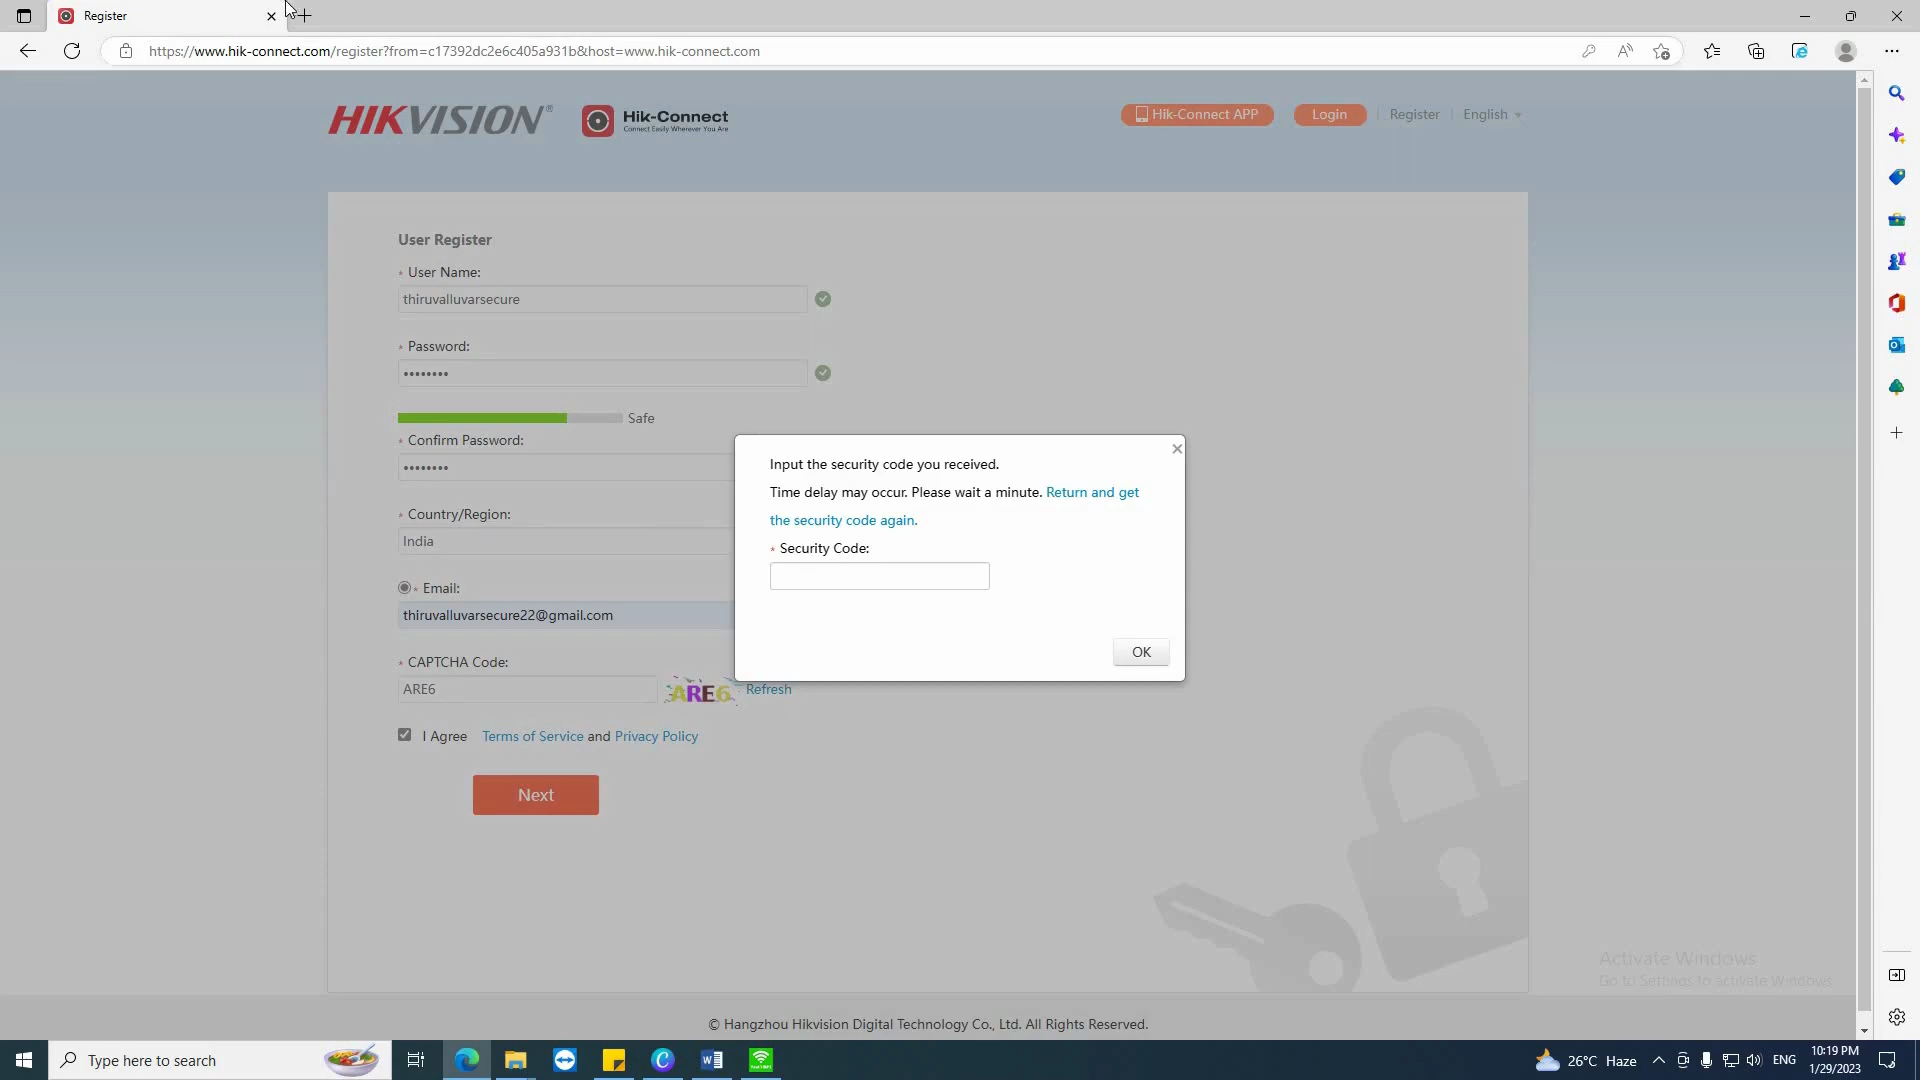 Register
https://www.hik-connect.com/register?from=c17392dc2e6c405a931b&host=www.hik-connect.com
HIKVISION®
Hik-Connect
Connect Easily Wherever You Are
Hik-Connect APP
Login
Register
English
User Register
* User Name:
thiruvalluvarsecure
* Password:
••••••••
Safe
* Confirm Password:
••••••••
* Country/Region:
India
* Email:
thiruvalluvarsecure22@gmail.com
* CAPTCHA Code:
ARE6
ARE6
Refresh
I Agree Terms of Service and Privacy Policy
Next
Input the security code you received.
Time delay may occur. Please wait a minute. Return and get
the security code again.
* Security Code:
OK
Activate Windows
Go to Settings to activate Windows.
© Hangzhou Hikvision Digital Technology Co., Ltd. All Rights Reserved.
Type here to search
26°C Haze
ENG
10:19 PM
1/29/2023